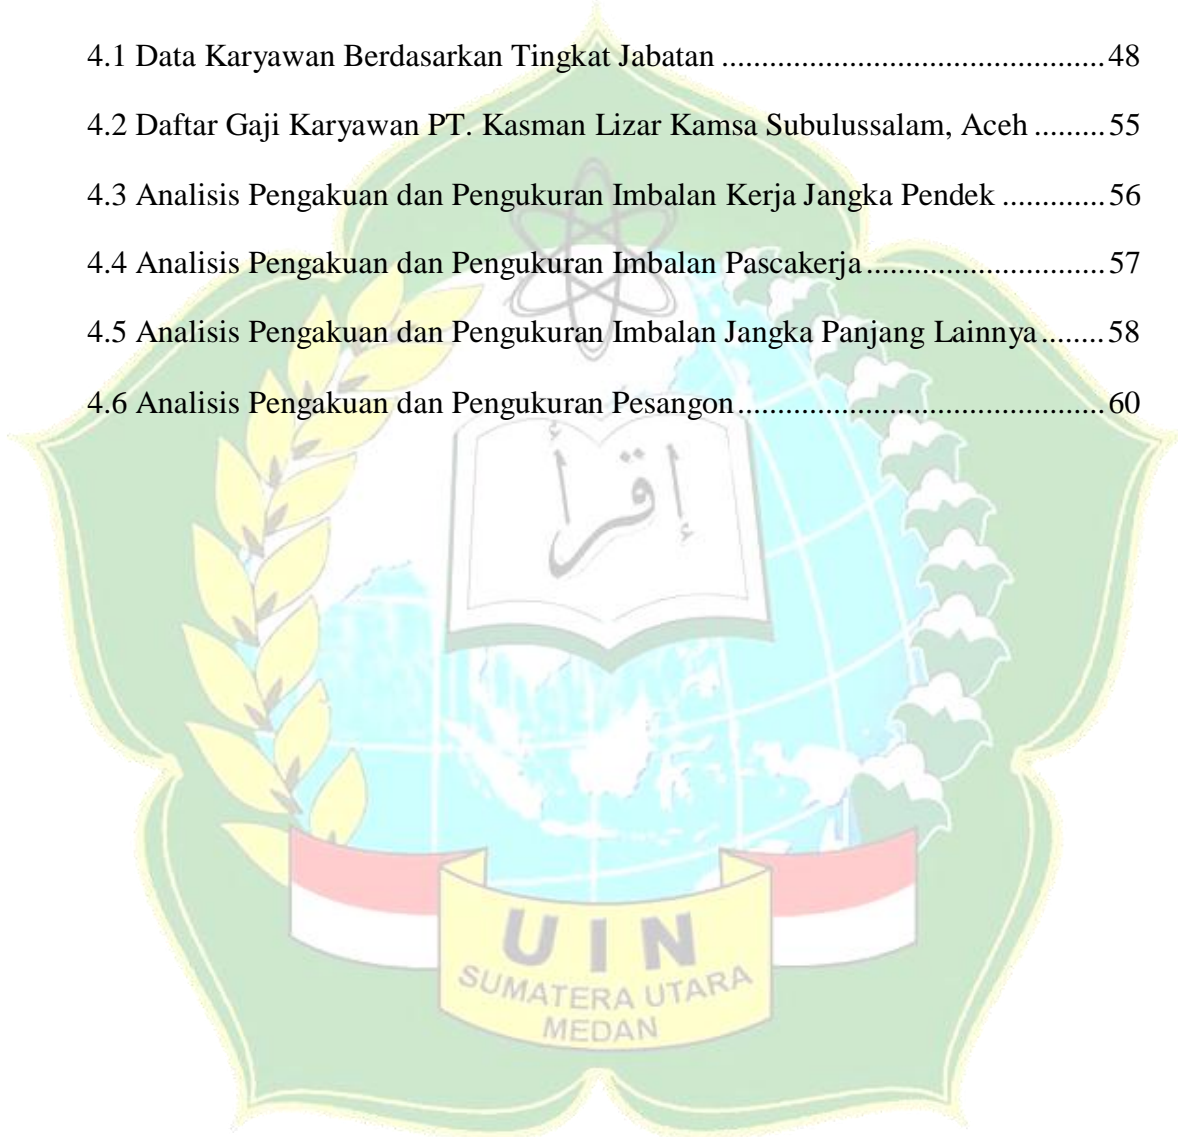 4.1 Data Karyawan Berdasarkan Tingkat Jabatan ............................................. 48
4.2 Daftar Gaji Karyawan PT. Kasman Lizar Kamsa Subulussalam, Aceh ......... 55
4.3 Analisis Pengakuan dan Pengukuran Imbalan Kerja Jangka Pendek ............. 56
4.4 Analisis Pengakuan dan Pengukuran Imbalan Pascakerja ............................ 57
4.5 Analisis Pengakuan dan Pengukuran Imbalan Jangka Panjang Lainnya ........ 58
4.6 Analisis Pengakuan dan Pengukuran Pesangon ........................................... 60
إقرأ
UIN
SUMATERA UTARA
MEDAN